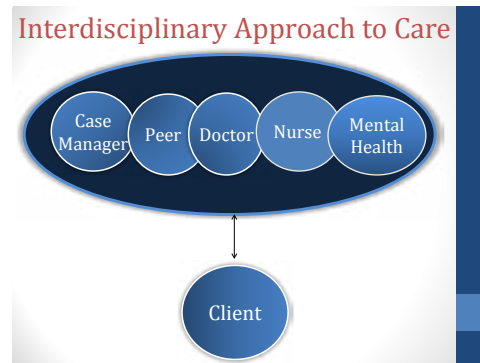 Interdisciplinary Approach to Care
Case
Manager
Peer
Doctor
Nurse
Mental
Health
Client